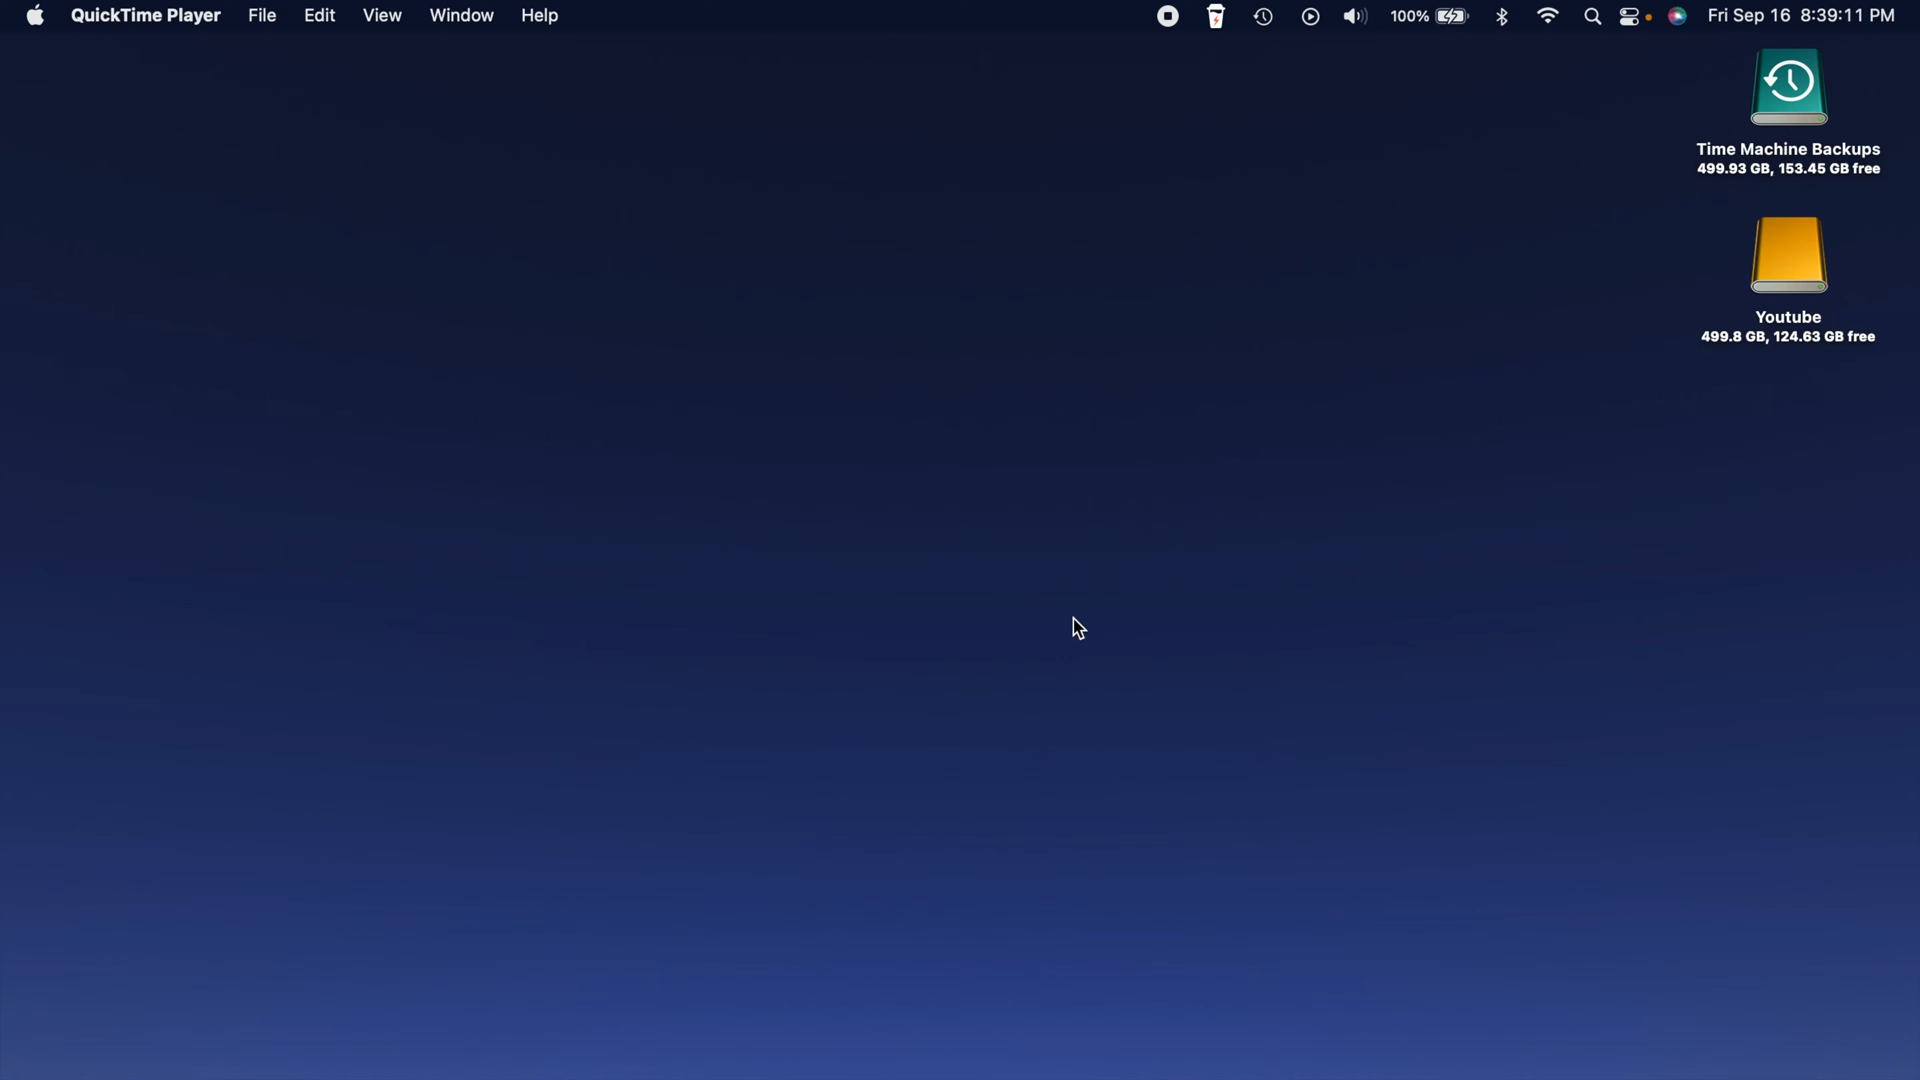 QuickTime Player File Edit View Window Help 100% Fri Sep 16 8:39:11 PM
Time Machine Backups
499.93 GB, 153.45 GB free
Youtube
499.8 GB, 124.63 GB free